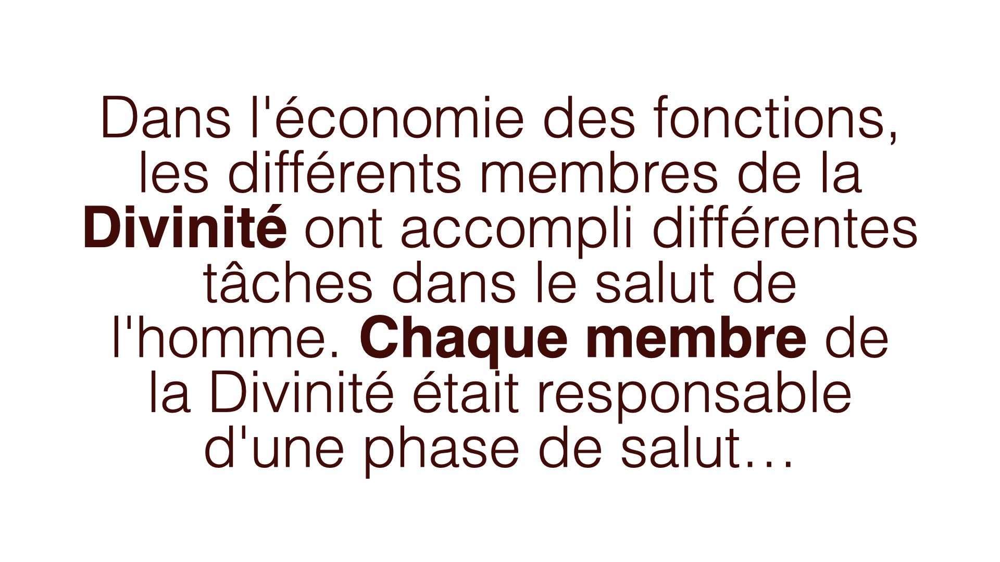 Dans l'économie des fonctions,
les différents membres de la
Divinité ont accompli différentes
tâches dans le salut de
l'homme. Chaque membre de
la Divinité était responsable
d'une phase de salut…